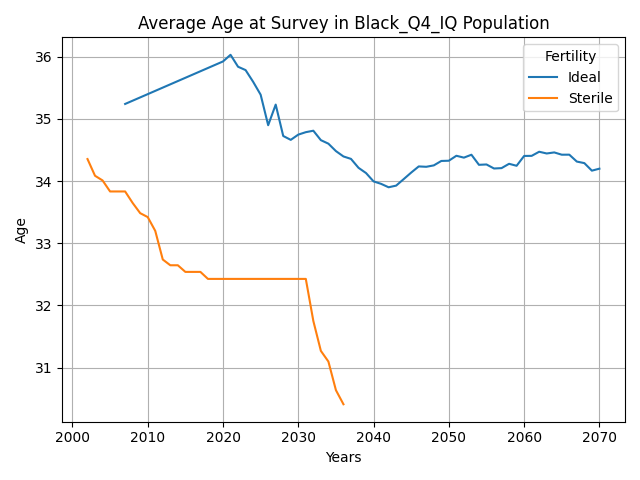 Average Age at Survey in Black_Q4_IQ Population
Fertility
Ideal
Sterile
36
35
34
33
32
31
Age
2000 2010 2020 2030 2040 2050 2060 2070
Years